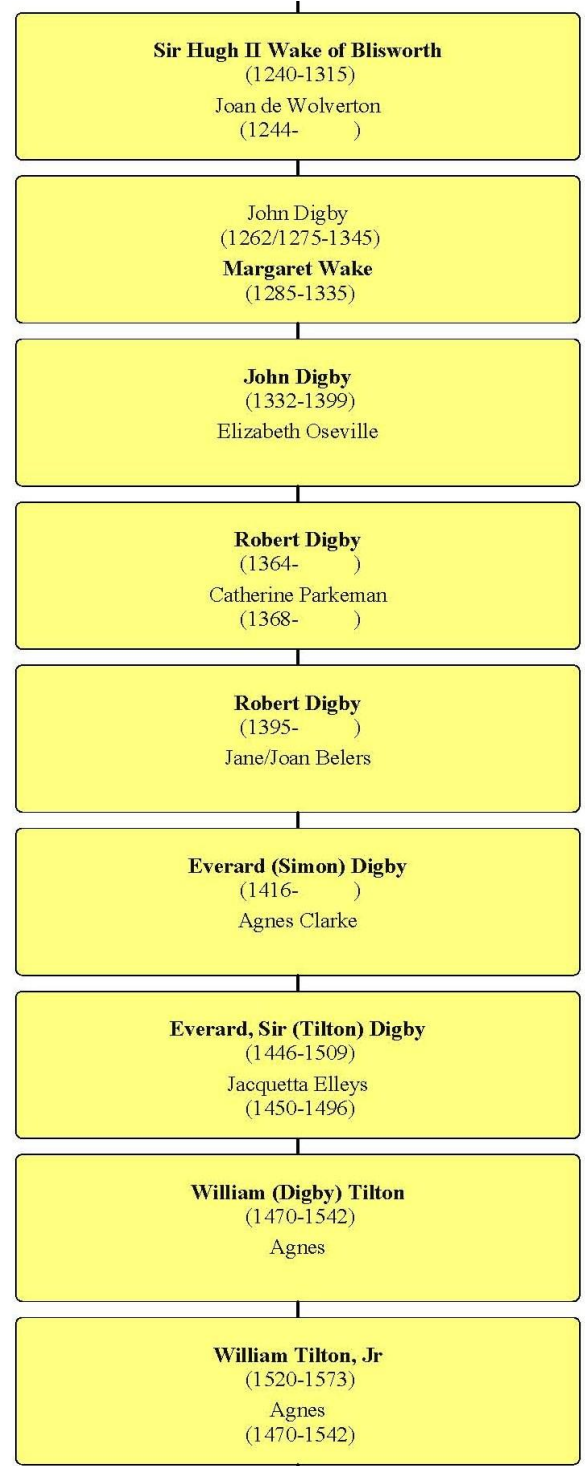 Sir Hugh II Wake of Blisworth
(1240-1315)
Joan de Wolverton
(1244- )
John Digby
(1262/1275-1345)
Margaret Wake
(1285-1335)
John Digby
(1332-1399)
Elizabeth Oseville
Robert Digby
(1364- )
Catherine Parkeman
(1368- )
Robert Digby
(1395- )
Jane/Joan Belers
Everard (Simon) Digby
(1416- )
Agnes Clarke
Everard, Sir (Tilton) Digby
(1446-1509)
Jacquetta Elleys
(1450-1496)
William (Digby) Tilton
(1470-1542)
Agnes
William Tilton, Jr
(1520-1573)
Agnes
(1470-1542)